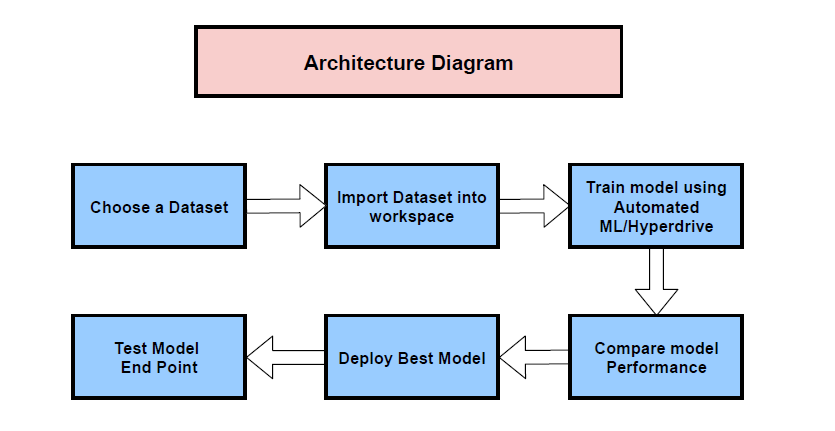 Architecture Diagram
Choose a Dataset
Import Dataset into
workspace
Train model using
Automated
ML/Hyperdrive
Compare model
Performance
Deploy Best Model
Test Model
End Point